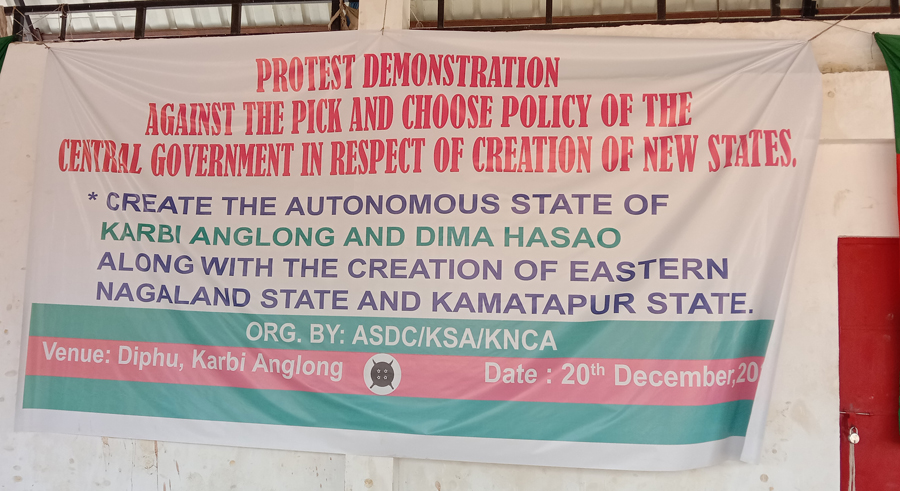 PROTEST DEMONSTRATION
AGAINST THE PICK AND CHOOSE POLICY OF THE
CENTRAL GOVERNMENT IN RESPECT OF CREATION OF NEW STATES.
* CREATE THE AUTONOMOUS STATE OF
KARBI ANGLONG AND DIMA HASAO
ALONG WITH THE CREATION OF EASTERN
NAGALAND STATE AND KAMATAPUR STATE.
ORG. BY: ASDC/KSA/KNCA
Venue: Diphu, Karbi Anglong
Date : 20th December,